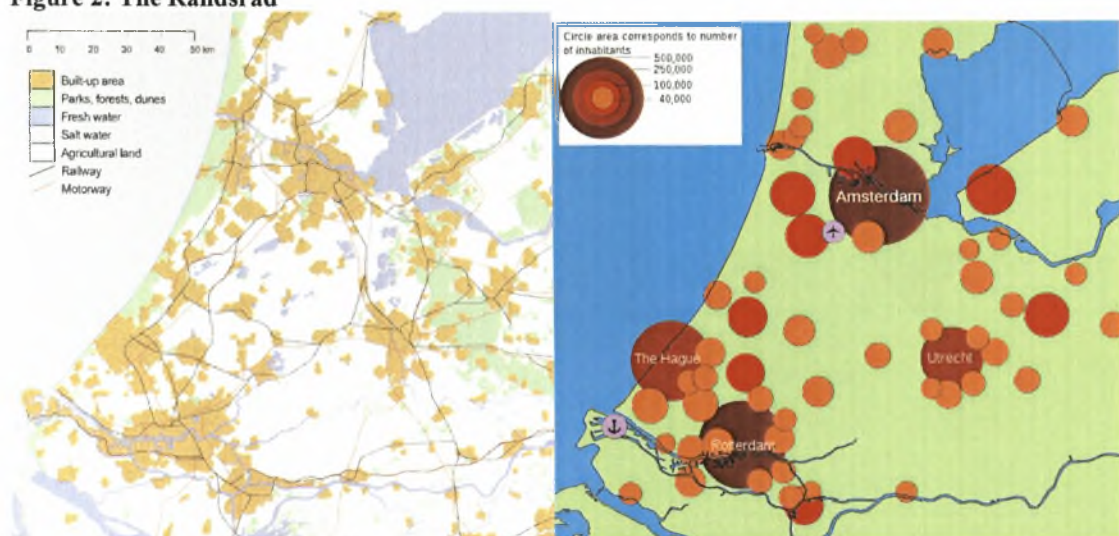 Figure 2: The Randstad
0 10 20 30 40 50 km
Built-up area
Parks, forests, dunes
Fresh water
Salt water
Agricultural land
Railway
Motorway
Circle area corresponds to number
of inhabitants
500,000
250,000
100,000
40,000
Amsterdam
The Hague
Utrecht
Rotterdam